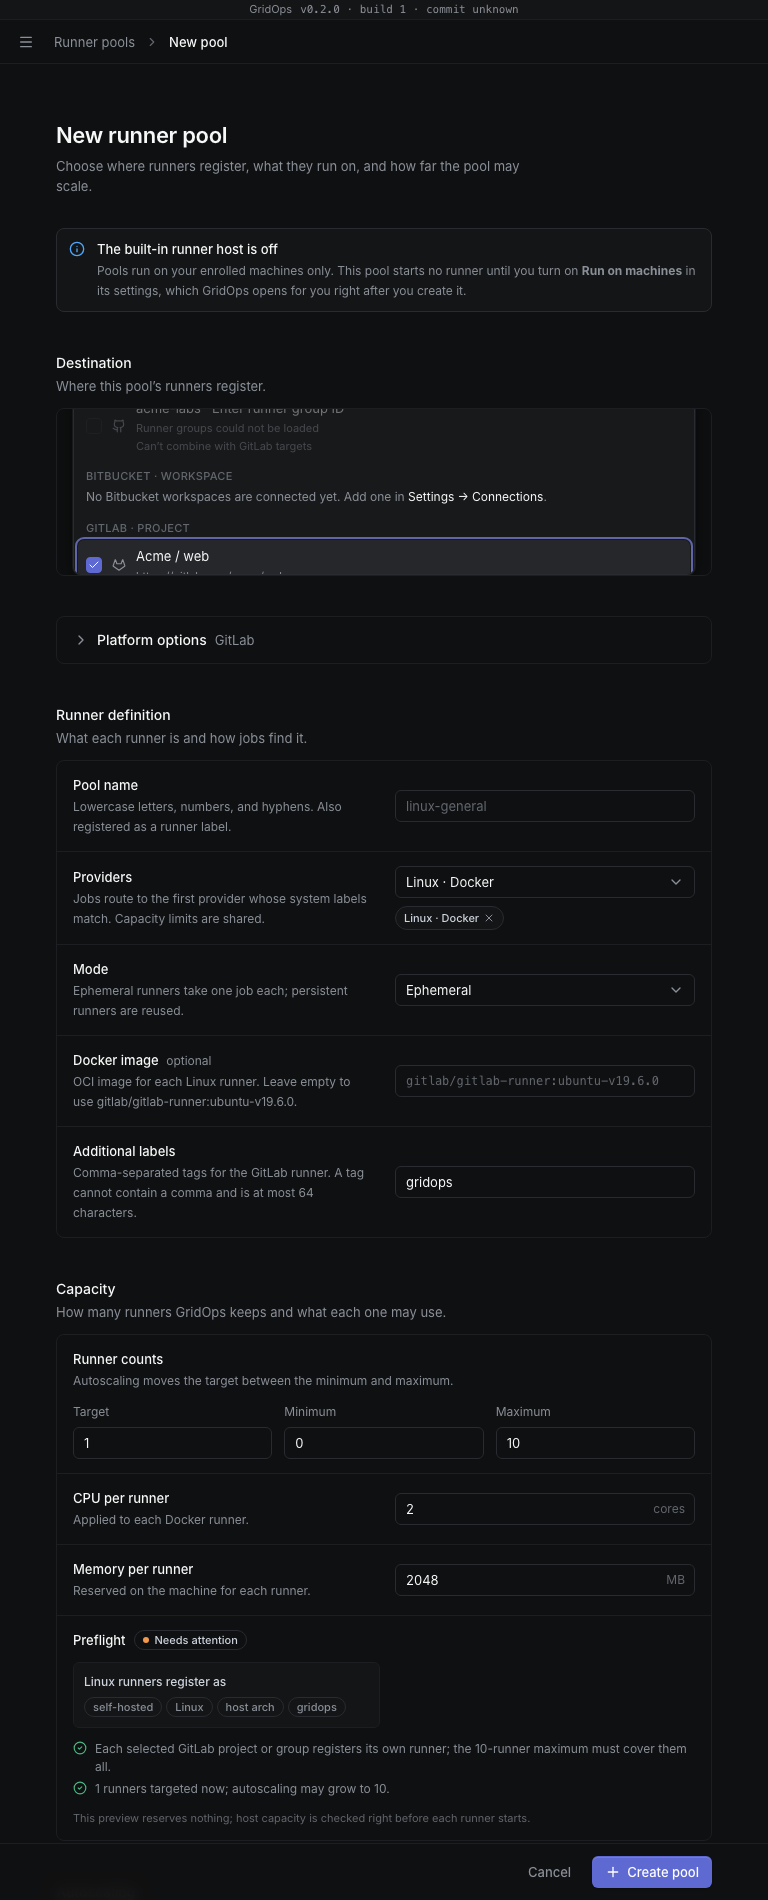 GridOps v0.2.0 · build 1 · commit unknown
Runner pools > New pool
New runner pool
Choose where runners register, what they run on, and how far the pool may
scale.
The built-in runner host is off
Pools run on your enrolled machines only. This pool starts no runner until you turn on Run on machines in
its settings, which GridOps opens for you right after you create it.
Destination
Where this pool’s runners register.
acme-labs · Enter runner group ID
Runner groups could not be loaded
Can't combine with GitLab targets
BITBUCKET · WORKSPACE
No Bitbucket workspaces are connected yet. Add one in Settings → Connections.
GITLAB · PROJECT
Acme / web
Platform options GitLab
Runner definition
What each runner is and how jobs find it.
Pool name
Lowercase letters, numbers, and hyphens. Also
registered as a runner label.
linux-general
Providers
Jobs route to the first provider whose system labels
match. Capacity limits are shared.
Linux · Docker
Linux · Docker ×
Mode
Ephemeral runners take one job each; persistent
runners are reused.
Ephemeral
Docker image optional
OCI image for each Linux runner. Leave empty to
use gitlab/gitlab-runner:ubuntu-v19.6.0.
gitlab/gitlab-runner:ubuntu-v19.6.0
Additional labels
Comma-separated tags for the GitLab runner. A tag
cannot contain a comma and is at most 64
characters.
gridops
Capacity
How many runners GridOps keeps and what each one may use.
Runner counts
Autoscaling moves the target between the minimum and maximum.
Target Minimum Maximum
1 0 10
CPU per runner
Applied to each Docker runner.
2 cores
Memory per runner
Reserved on the machine for each runner.
2048 MB
Preflight Needs attention
Linux runners register as
self-hosted Linux host arch gridops
Each selected GitLab project or group registers its own runner; the 10-runner maximum must cover them
all.
1 runners targeted now; autoscaling may grow to 10.
This preview reserves nothing; host capacity is checked right before each runner starts.
Cancel + Create pool